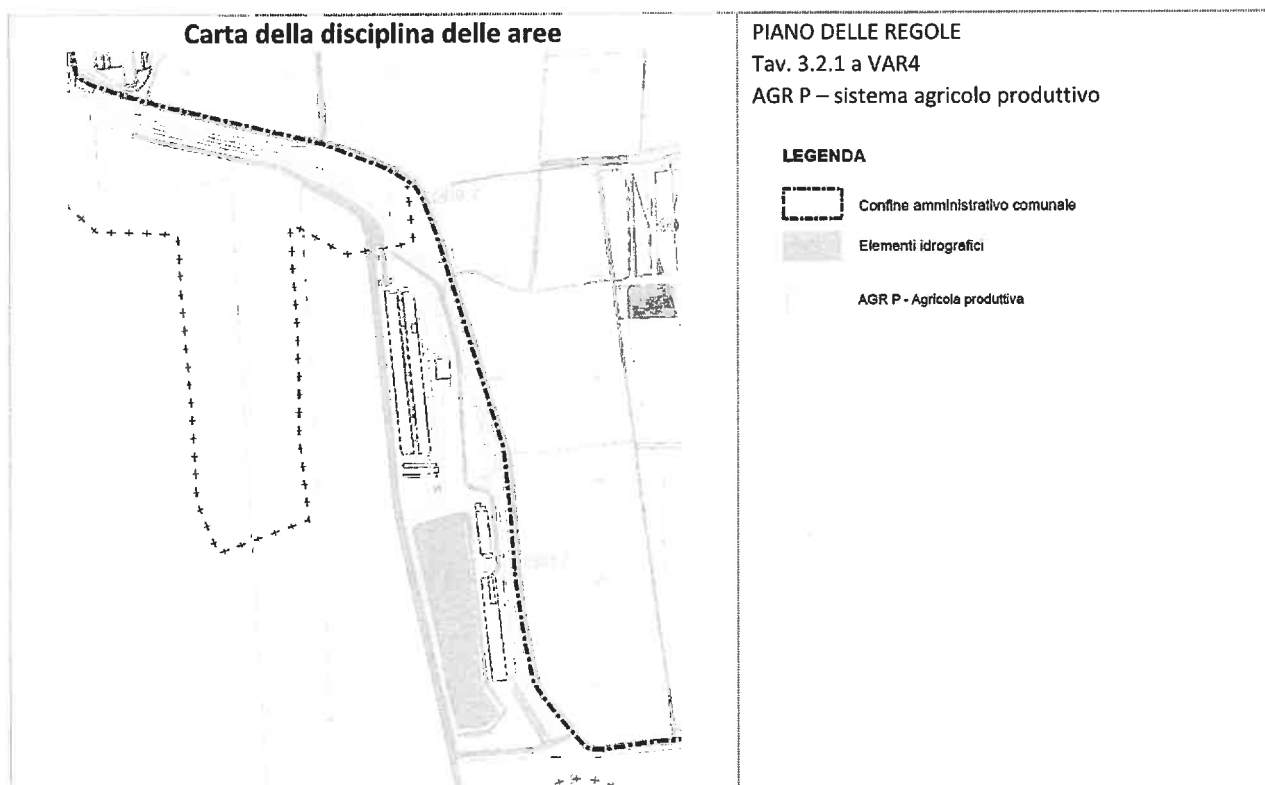 Carta della disciplina delle aree
PIANO DELLE REGOLE
Tav. 3.2.1 a VAR4
AGR P – sistema agricolo produttivo
LEGENDA
Confine amministrativo comunale
Elementi idrografici
AGR P - Agricola produttiva